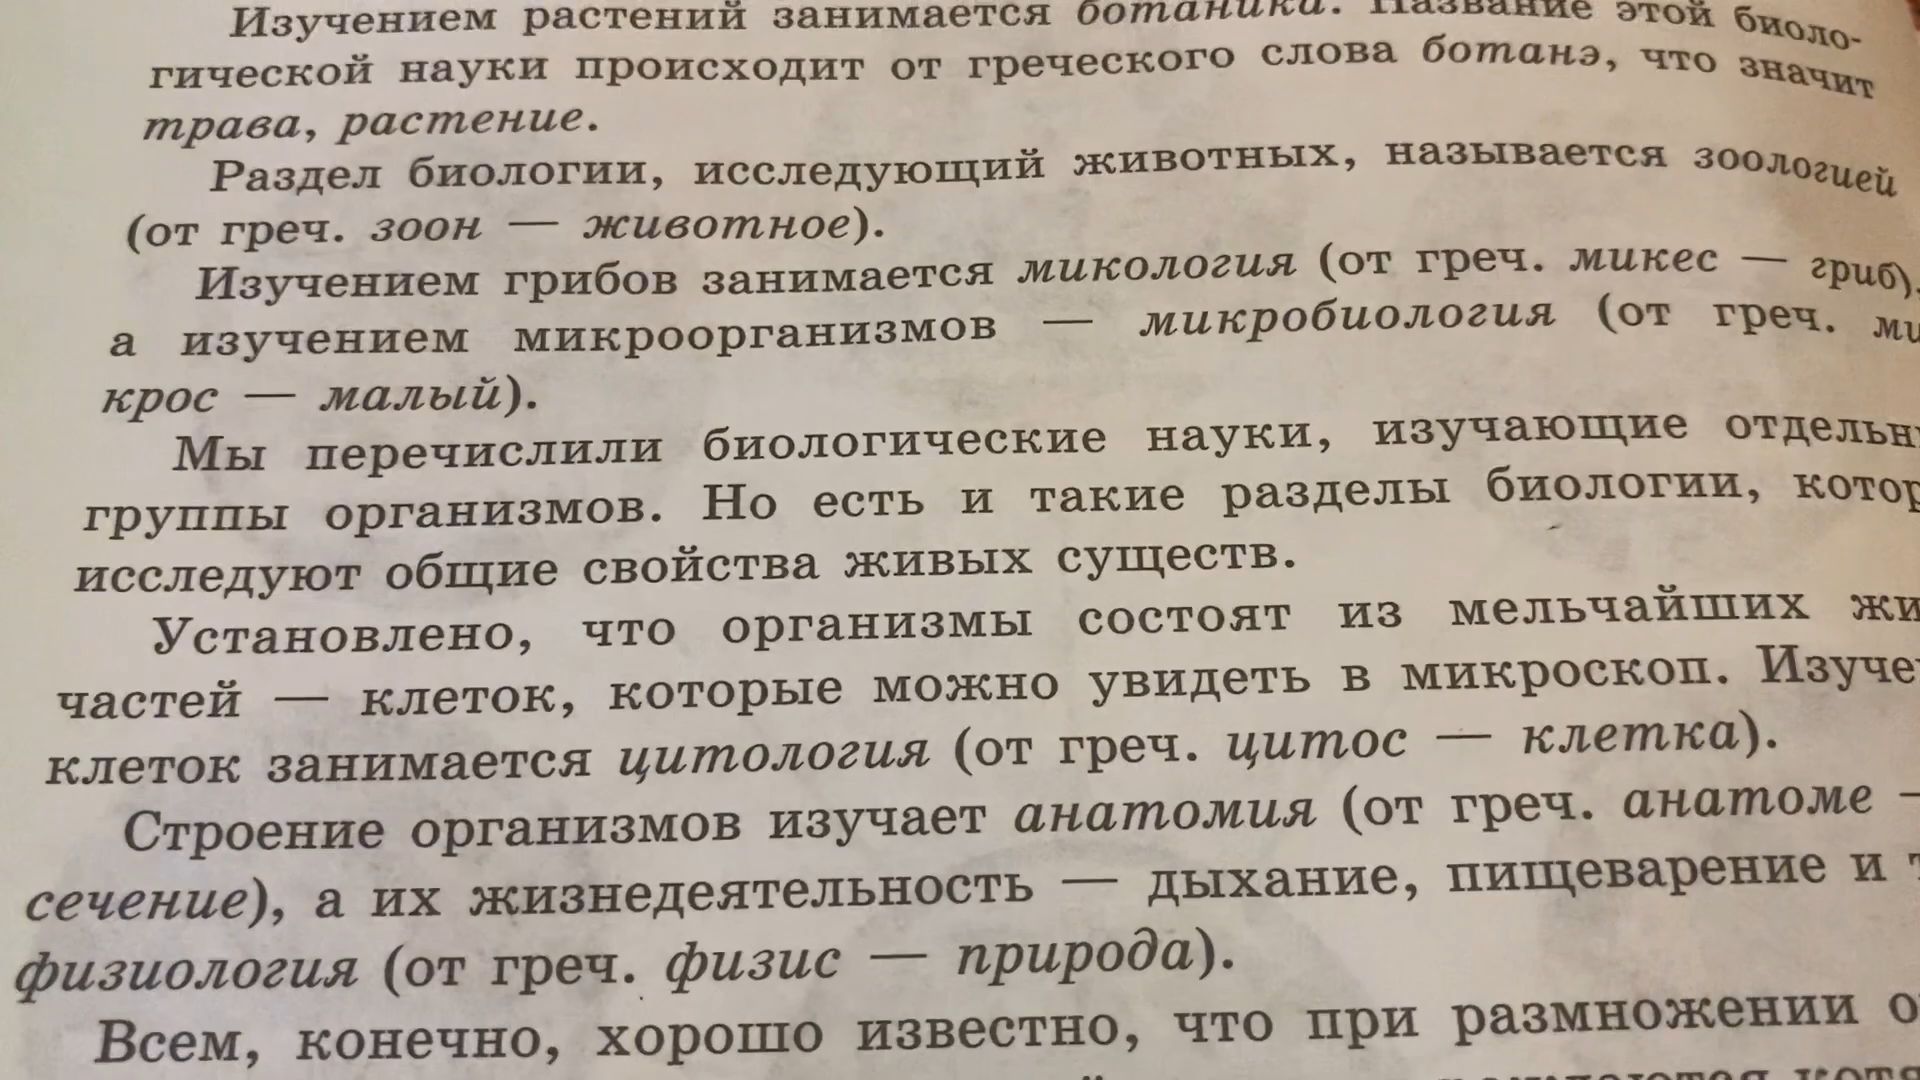 Изучением растений занимается ботаника. Название этой биоло-
гической науки происходит от греческого слова ботанэ, что значит
трава, растение.
Раздел биологии, исследующий животных, называется зоологией
(от греч. зоон — животное).
Изучением грибов занимается микология (от греч. микес — гриб),
а изучением микроорганизмов — микробиология (от греч. ми
крос — малый).
Мы перечислили биологические науки, изучающие
группы организмов. Но есть и такие разделы биологии,
исследуют общие свойства живых существ.
Установлено, что организмы состоят из мельчайших
частей — клеток, которые можно увидеть в микроскоп.
клеток занимается цитология (от греч. цитос — клетка).
Строение организмов изучает анатомия (от греч. анатоме —
сечение), а их жизнедеятельность — дыхание, пищеварение и
физиология (от греч. физис — природа).
Всем, конечно, хорошо известно, что при размножении